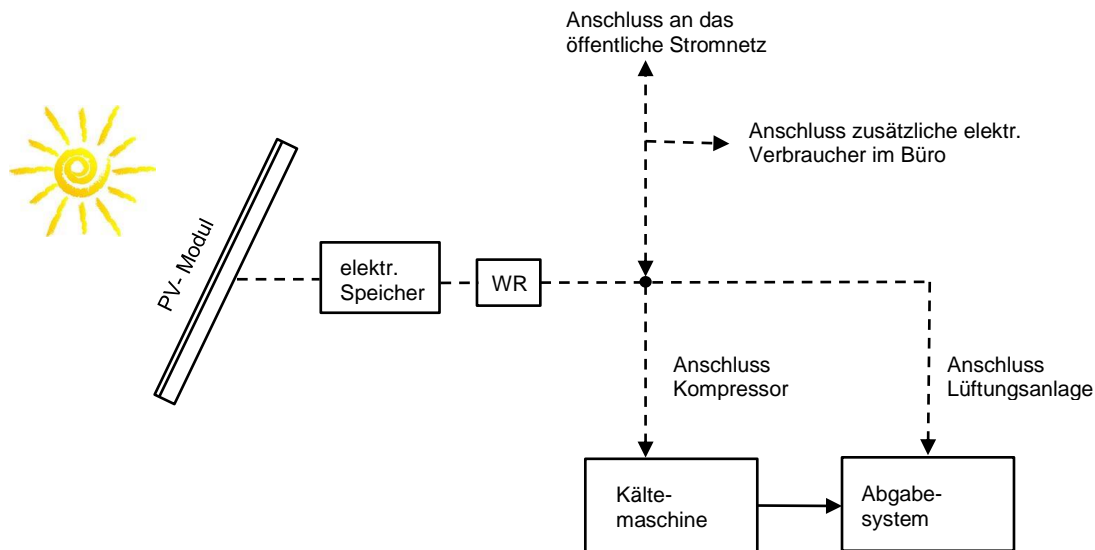 Anschluss an das
öffentliche Stromnetz
Anschluss zusätzliche elektr.
Verbraucher im Büro
PV- Modul
elektr.
Speicher
WR
Anschluss
Kompressor
Anschluss
Lüftungsanlage
Kälte-
maschine
Abgabe-
system